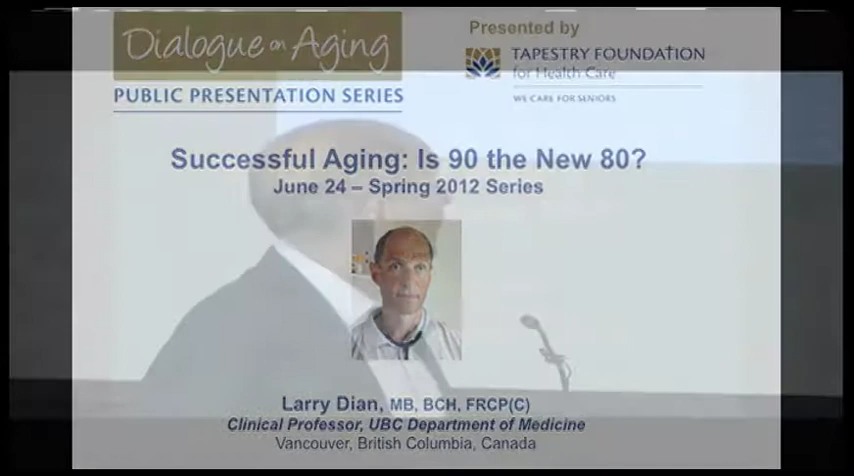 Dialogue on Aging
PUBLIC PRESENTATION SERIES
Presented by
TAPESTRY FOUNDATION
for Health Care
WE CARE FOR SENIORS
Successful Aging: Is 90 the New 80?
June 24 – Spring 2012 Series
Larry Dian, MB, BCH, FRCP(C)
Clinical Professor, UBC Department of Medicine
Vancouver, British Columbia, Canada